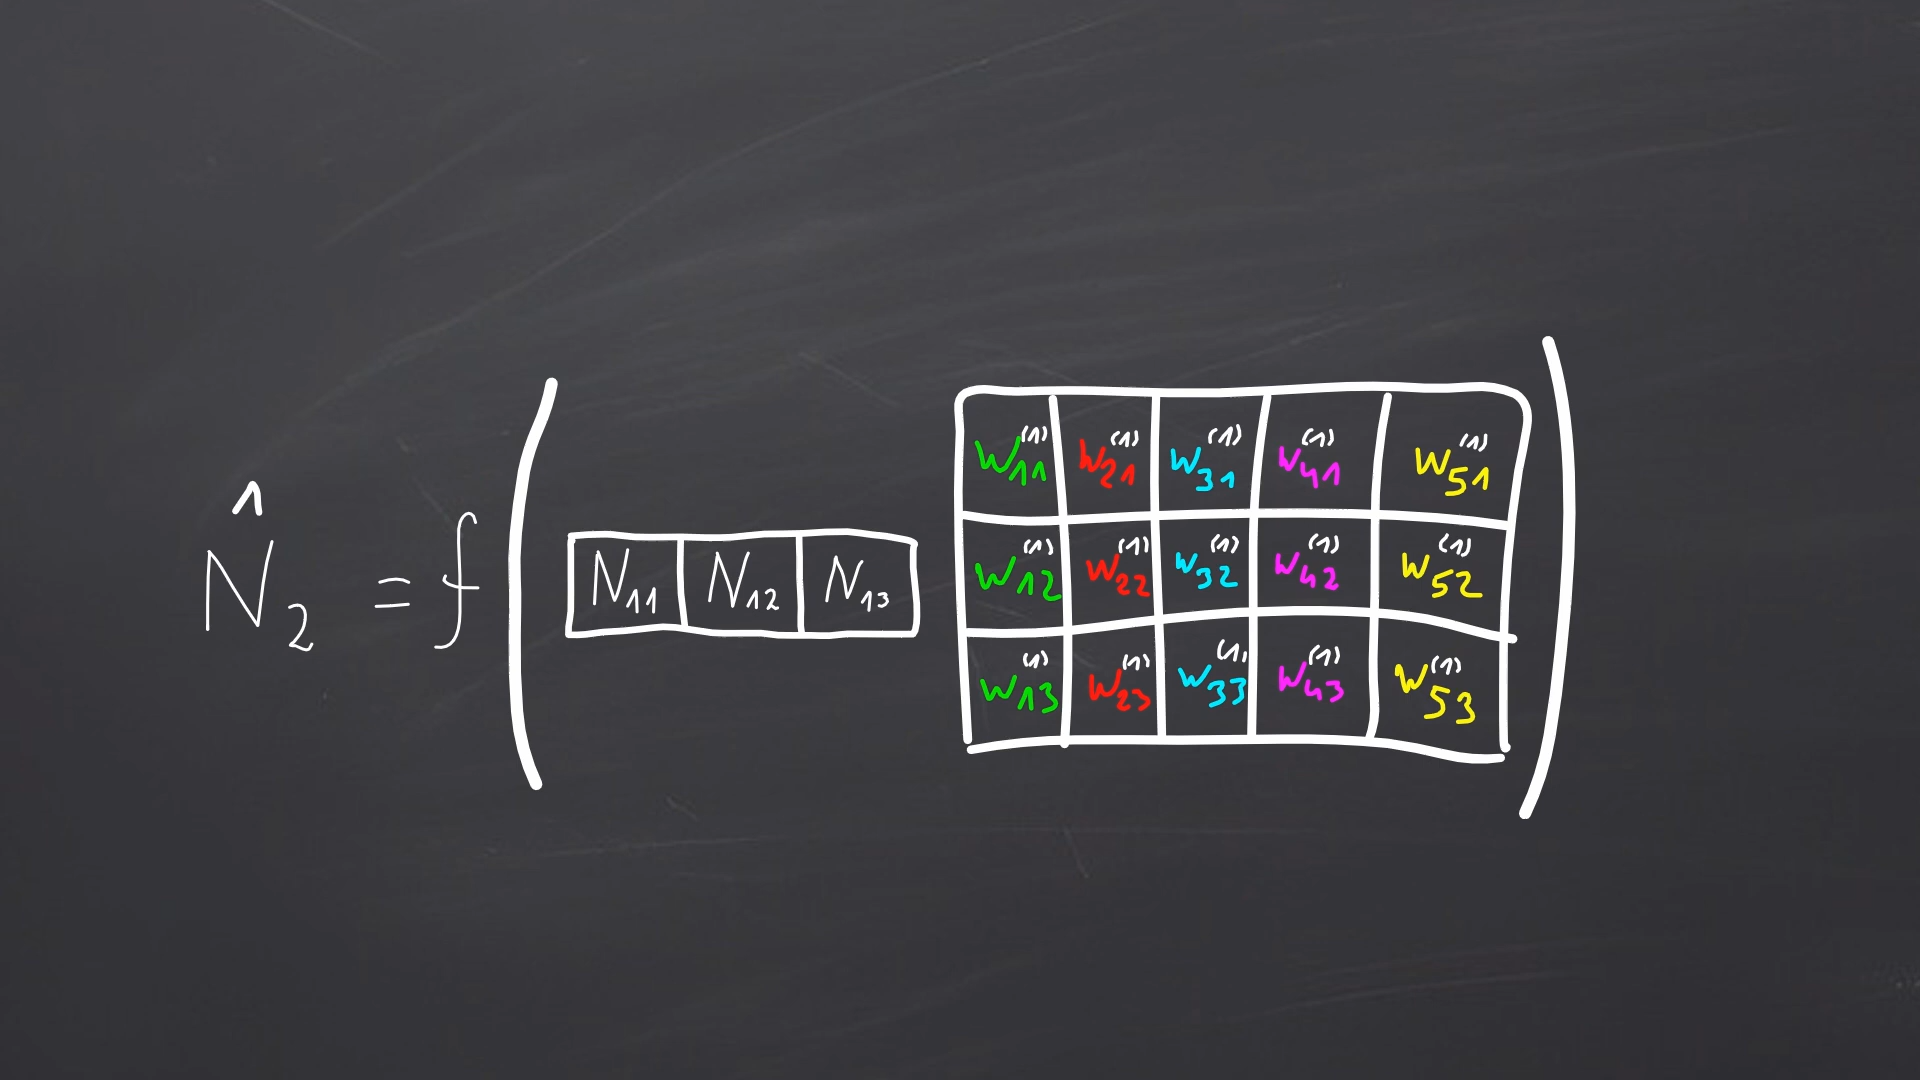 N̂₂ = f ( N₁₁ N₁₂ N₁₃
w₁₁⁽¹⁾ w₂₁⁽¹⁾ w₃₁⁽¹⁾ w₄₁⁽¹⁾ w₅₁⁽¹⁾
w₁₂⁽¹⁾ w₂₂⁽¹⁾ w₃₂⁽¹⁾ w₄₂⁽¹⁾ w₅₂⁽¹⁾
w₁₃⁽¹⁾ w₂₃⁽¹⁾ w₃₃⁽¹⁾ w₄₃⁽¹⁾ w₅₃⁽¹⁾ )